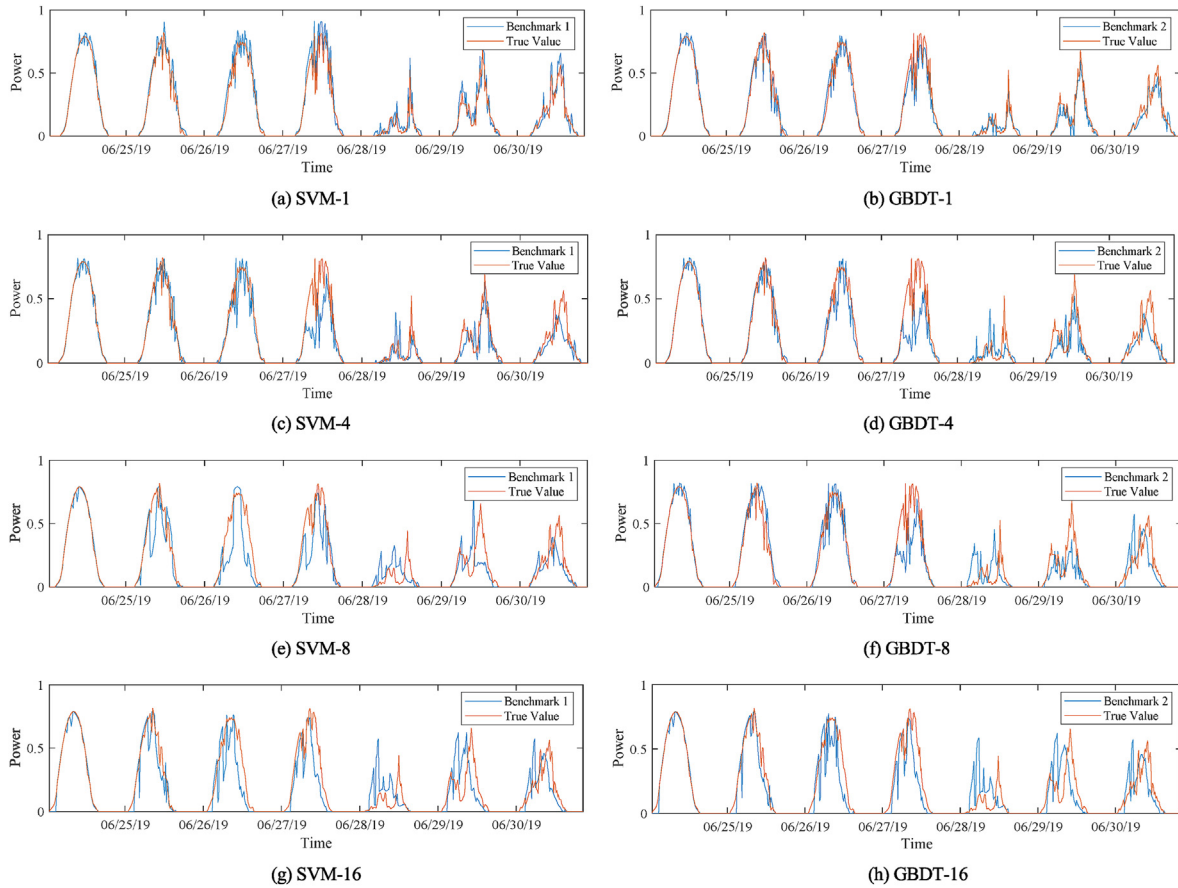 1
Benchmark 1
True Value
Power
0.5
0
06/25/19 06/26/19 06/27/19 06/28/19 06/29/19 06/30/19
Time
(a) SVM-1
1
Benchmark 2
True Value
Power
0.5
0
06/25/19 06/26/19 06/27/19 06/28/19 06/29/19 06/30/19
Time
(b) GBDT-1
1
Benchmark 1
True Value
Power
0.5
0
06/25/19 06/26/19 06/27/19 06/28/19 06/29/19 06/30/19
Time
(c) SVM-4
1
Benchmark 2
True Value
Power
0.5
0
06/25/19 06/26/19 06/27/19 06/28/19 06/29/19 06/30/19
Time
(d) GBDT-4
1
Benchmark 1
True Value
Power
0.5
0
06/25/19 06/26/19 06/27/19 06/28/19 06/29/19 06/30/19
Time
(e) SVM-8
1
Benchmark 2
True Value
Power
0.5
0
06/25/19 06/26/19 06/27/19 06/28/19 06/29/19 06/30/19
Time
(f) GBDT-8
1
Benchmark 1
True Value
Power
0.5
0
06/25/19 06/26/19 06/27/19 06/28/19 06/29/19 06/30/19
Time
(g) SVM-16
1
Benchmark 2
True Value
Power
0.5
0
06/25/19 06/26/19 06/27/19 06/28/19 06/29/19 06/30/19
Time
(h) GBDT-16